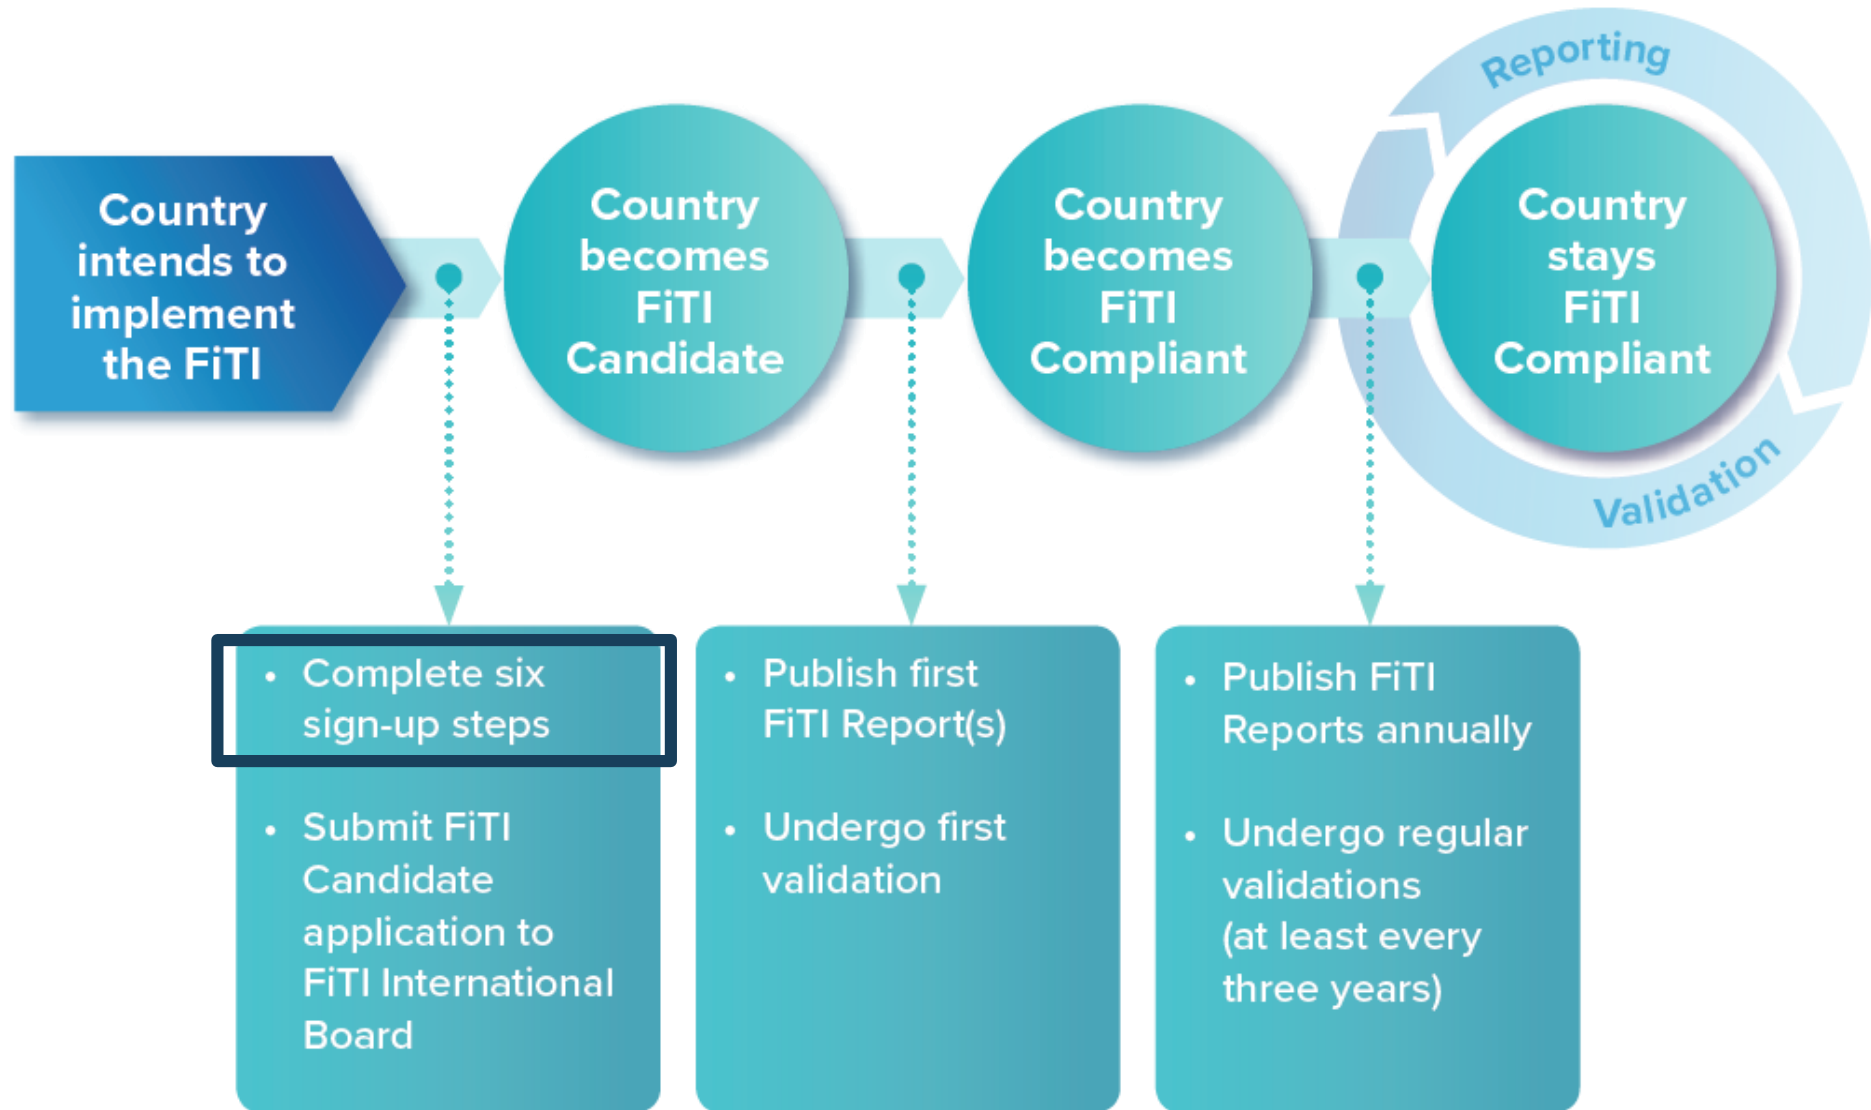 Country
intends to
implement
the FiTI
Country
becomes
FiTI
Candidate
Country
becomes
FiTI
Compliant
Reporting
Country
stays
FiTI
Compliant
Validation
• Complete six
sign-up steps
• Submit FiTI
Candidate
application to
FiTI International
Board
• Publish first
FiTI Report(s)
• Undergo first
validation
• Publish FiTI
Reports annually
• Undergo regular
validations
(at least every
three years)